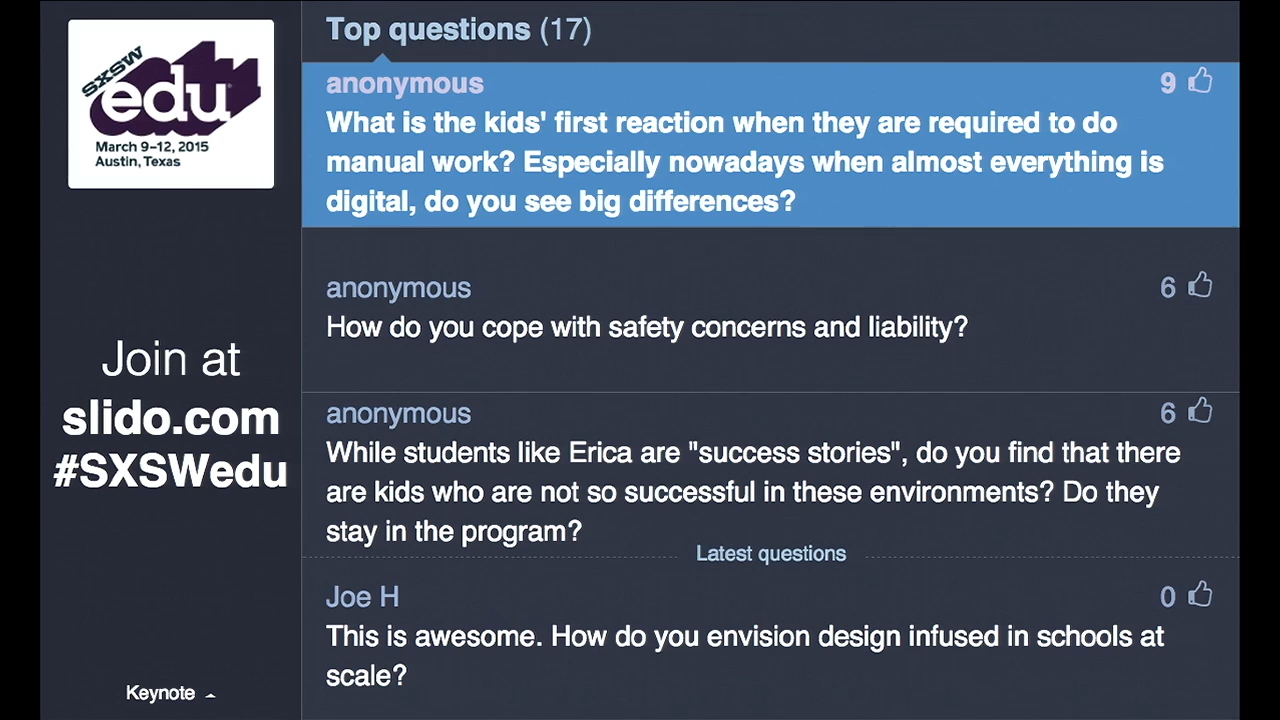 SXSW
edu
March 9–12, 2015
Austin, Texas
Join at
slido.com
#SXSWedu
Keynote
Top questions (17)
anonymous 9
What is the kids' first reaction when they are required to do
manual work? Especially nowadays when almost everything is
digital, do you see big differences?
anonymous 6
How do you cope with safety concerns and liability?
anonymous 6
While students like Erica are "success stories", do you find that there
are kids who are not so successful in these environments? Do they
stay in the program?
Latest questions
Joe H 0
This is awesome. How do you envision design infused in schools at
scale?